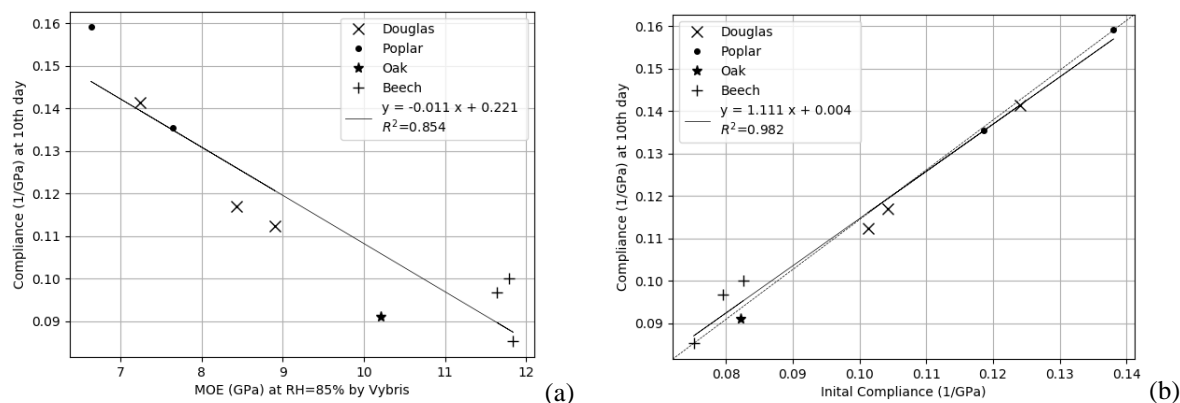 0.16
0.15
0.14
0.13
0.12
0.11
0.10
0.09
Compliance (1/GPa) at 10th day
Douglas
Poplar
Oak
Beech
y = -0.011 x + 0.221
R²=0.854
7 8 9 10 11 12
MOE (GPa) at RH=85% by Vybris
(a)
0.16
0.15
0.14
0.13
0.12
0.11
0.10
0.09
Compliance (1/GPa) at 10th day
Douglas
Poplar
Oak
Beech
y = 1.111 x + 0.004
R²=0.982
0.08 0.09 0.10 0.11 0.12 0.13 0.14
Inital Compliance (1/GPa)
(b)